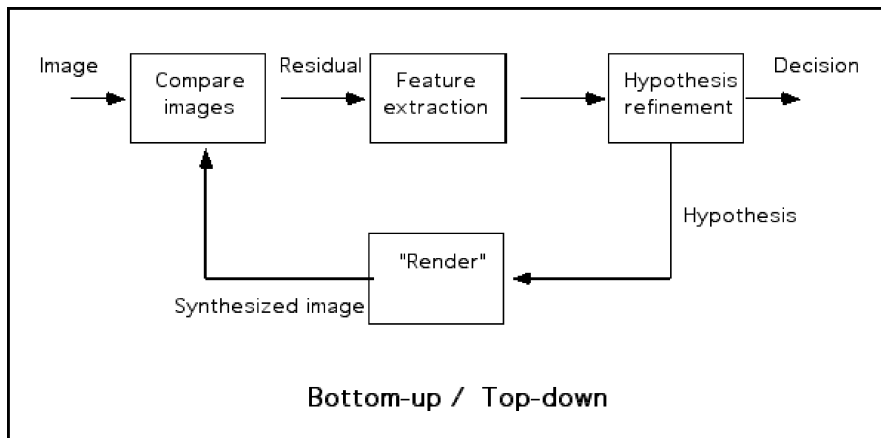 Image
Compare
images
Residual
Feature
extraction
Hypothesis
refinement
Decision
Hypothesis
"Render"
Synthesized image
Bottom-up / Top-down